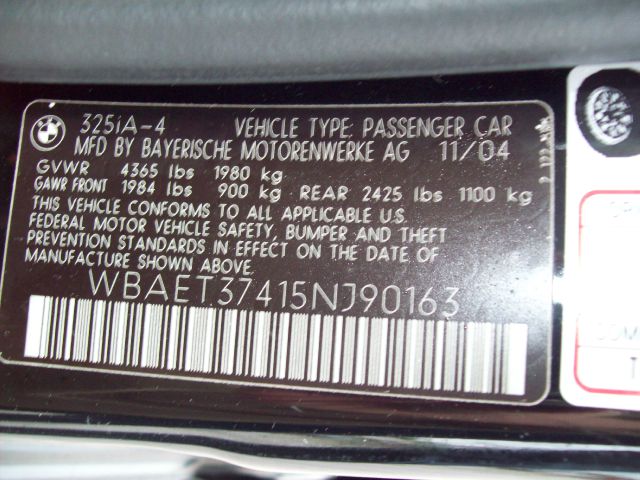 BMW
325iA-4 VEHICLE TYPE: PASSENGER CAR
MFD BY BAYERISCHE MOTORENWERKE AG 11/04
GVWR 4365 lbs 1980 kg
GAWR FRONT 1984 lbs 900 kg REAR 2425 lbs 1100 kg
THIS VEHICLE CONFORMS TO ALL APPLICABLE U.S.
FEDERAL MOTOR VEHICLE SAFETY, BUMPER AND THEFT
PREVENTION STANDARDS IN EFFECT ON THE DATE OF
MANUFACTURE SHOWN ABOVE.
WBAET37415NJ90163